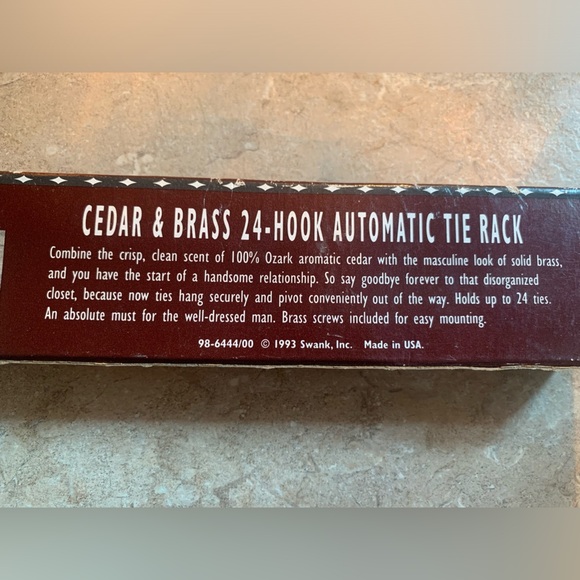 CEDAR & BRASS 24-HOOK AUTOMATIC TIE RACK
Combine the crisp, clean scent of 100% Ozark aromatic cedar with the masculine look of solid brass,
and you have the start of a handsome relationship. So say goodbye forever to that disorganized
closet, because now ties hang securely and pivot conveniently out of the way. Holds up to 24 ties.
An absolute must for the well-dressed man. Brass screws included for easy mounting.
98-6444/00 © 1993 Swank, Inc. Made in USA.